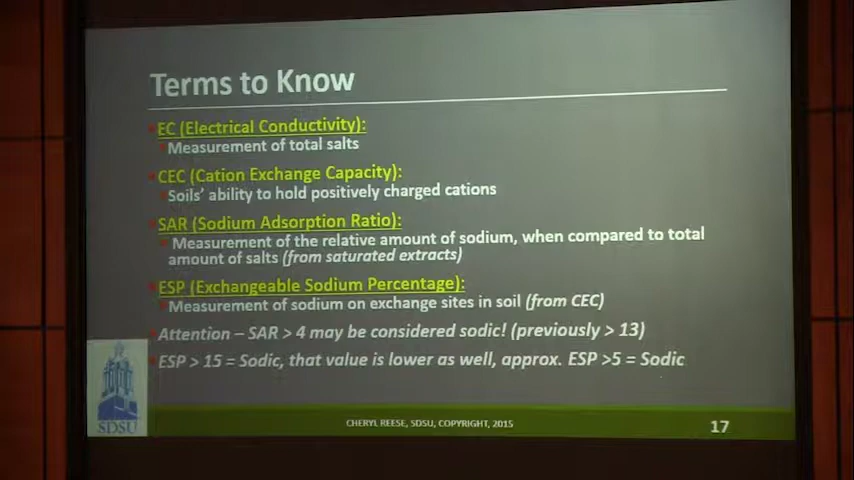 Terms to Know
EC (Electrical Conductivity):
Measurement of total salts
CEC (Cation Exchange Capacity):
Soils' ability to hold positively charged cations
SAR (Sodium Adsorption Ratio):
Measurement of the relative amount of sodium, when compared to total
amount of salts (from saturated extracts)
ESP (Exchangeable Sodium Percentage):
Measurement of sodium on exchange sites in soil (from CEC)
Attention – SAR > 4 may be considered sodic! (previously > 13)
ESP > 15 = Sodic, that value is lower as well, approx. ESP >5 = Sodic
SDSU
CHERYL REESE, SDSU, COPYRIGHT, 2015
17